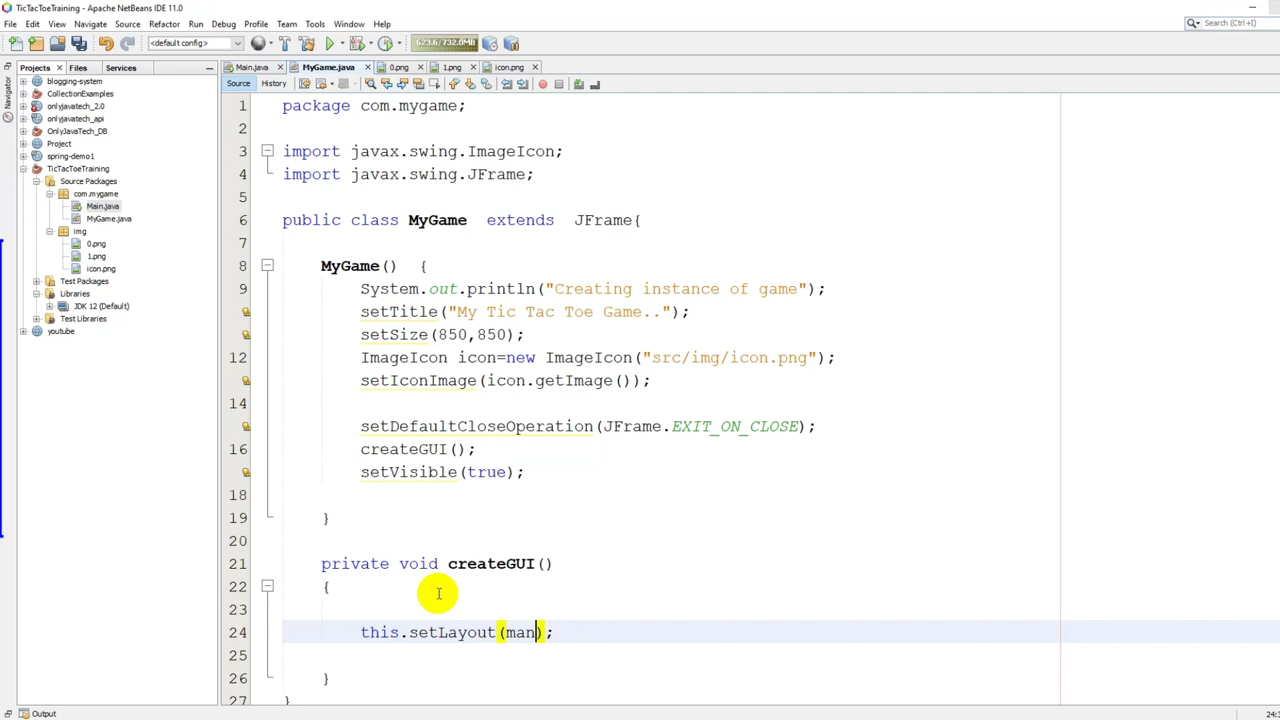 TicTacToeTraining - Apache NetBeans IDE 11.0
File Edit View Navigate Source Refactor Run Debug Profile Team Tools Window Help
Search (Ctrl+I)
<default config>
623.6/732.0MB
Projects Files Services
Main.java MyGame.java 0.png 1.png icon.png
Source History
Navigator
blogging-system
CollectionExamples
onlyjavatech_2.0
onlyjavatech_api
OnlyJavaTech_DB
Project
spring-demo1
TicTacToeTraining
Source Packages
com.mygame
Main.java
MyGame.java
img
0.png
1.png
icon.png
Test Packages
Libraries
JDK 12 (Default)
Test Libraries
youtube
1 package com.mygame;
2
3 import javax.swing.ImageIcon;
4 import javax.swing.JFrame;
5
6 public class MyGame  extends  JFrame{
7
8 MyGame()  {
9 System.out.println("Creating instance of game");
setTitle("My Tic Tac Toe Game..");
setSize(850,850);
12 ImageIcon icon=new ImageIcon("src/img/icon.png");
setIconImage(icon.getImage());
14
setDefaultCloseOperation(JFrame.EXIT_ON_CLOSE);
16 createGUI();
setVisible(true);
18
19 }
20
21 private void createGUI()
22 {
23
24 this.setLayout(man);
25
26 }
27 }
Output